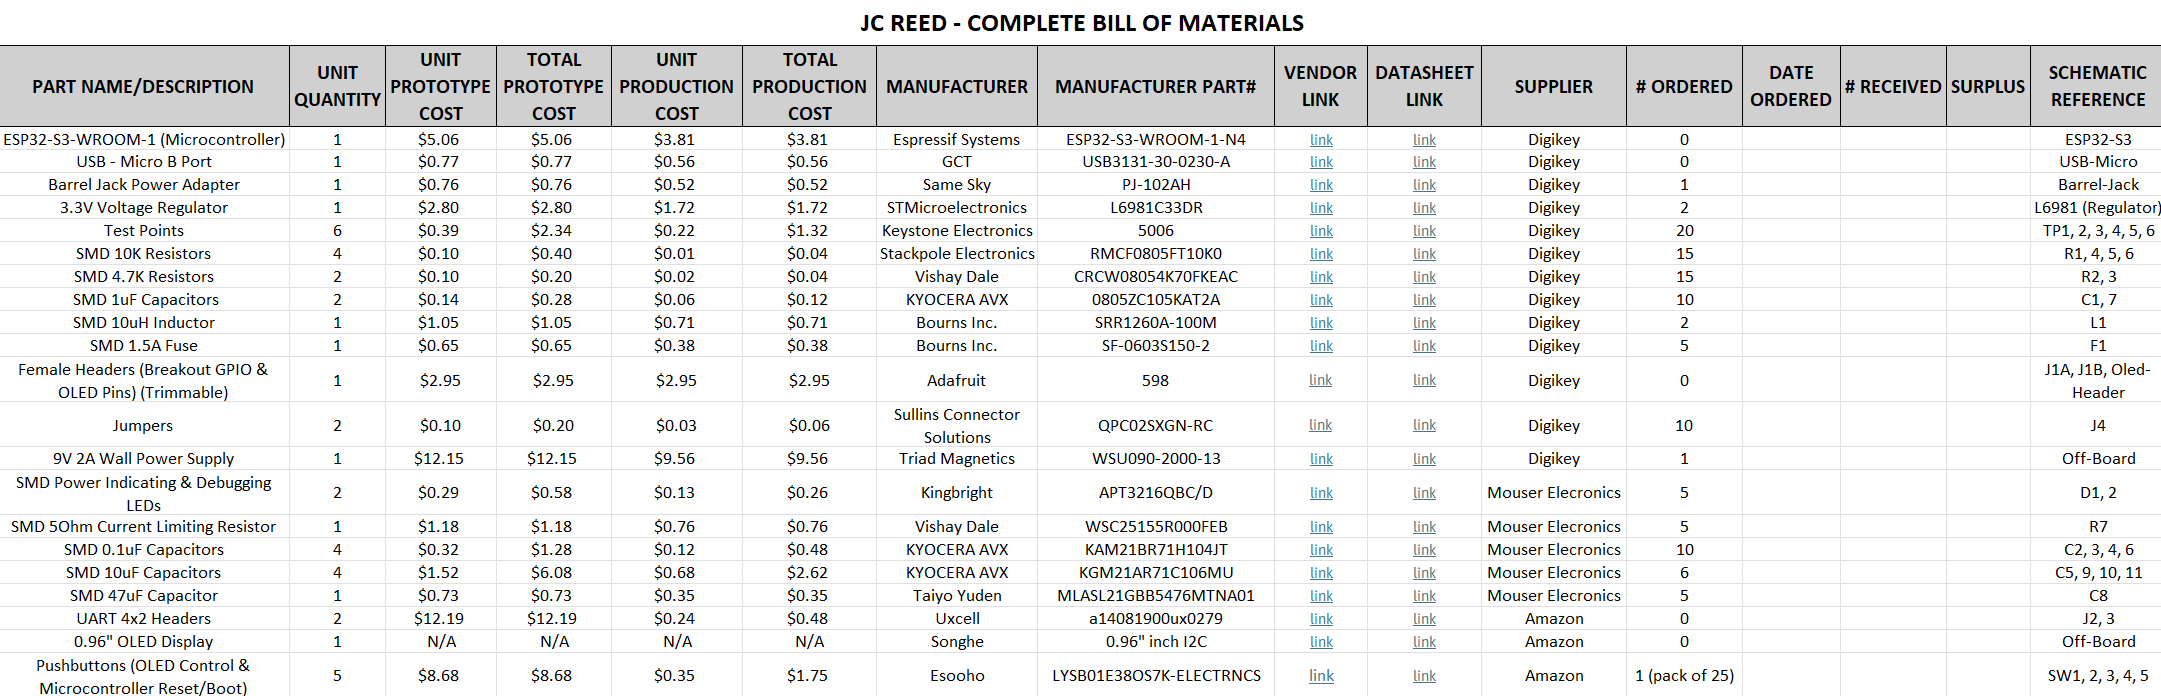 JC REED - COMPLETE BILL OF MATERIALS
PART NAME/DESCRIPTION UNIT QUANTITY UNIT PROTOTYPE COST TOTAL PROTOTYPE COST UNIT PRODUCTION COST TOTAL PRODUCTION COST MANUFACTURER MANUFACTURER PART# VENDOR LINK DATASHEET LINK SUPPLIER # ORDERED DATE ORDERED # RECEIVED SURPLUS SCHEMATIC REFERENCE
ESP32-S3-WROOM-1 (Microcontroller) 1 $5.06 $5.06 $3.81 $3.81 Espressif Systems ESP32-S3-WROOM-1-N4 link link Digikey 0 ESP32-S3
USB - Micro B Port 1 $0.77 $0.77 $0.56 $0.56 GCT USB3131-30-0230-A link link Digikey 0 USB-Micro
Barrel Jack Power Adapter 1 $0.76 $0.76 $0.52 $0.52 Same Sky PJ-102AH link link Digikey 1 Barrel-Jack
3.3V Voltage Regulator 1 $2.80 $2.80 $1.72 $1.72 STMicroelectronics L6981C33DR link link Digikey 2 L6981 (Regulator)
Test Points 6 $0.39 $2.34 $0.22 $1.32 Keystone Electronics 5006 link link Digikey 20 TP1, 2, 3, 4, 5, 6
SMD 10K Resistors 4 $0.10 $0.40 $0.01 $0.04 Stackpole Electronics RMCF0805FT10K0 link link Digikey 15 R1, 4, 5, 6
SMD 4.7K Resistors 2 $0.10 $0.20 $0.02 $0.04 Vishay Dale CRCW08054K70FKEAC link link Digikey 15 R2, 3
SMD 1uF Capacitors 2 $0.14 $0.28 $0.06 $0.12 KYOCERA AVX 0805ZC105KAT2A link link Digikey 10 C1, 7
SMD 10uH Inductor 1 $1.05 $1.05 $0.71 $0.71 Bourns Inc. SRR1260A-100M link link Digikey 2 L1
SMD 1.5A Fuse 1 $0.65 $0.65 $0.38 $0.38 Bourns Inc. SF-0603S150-2 link link Digikey 5 F1
Female Headers (Breakout GPIO & OLED Pins) (Trimmable) 1 $2.95 $2.95 $2.95 $2.95 Adafruit 598 link link Digikey 0 J1A, J1B, Oled-Header
Jumpers 2 $0.10 $0.20 $0.03 $0.06 Sullins Connector Solutions QPC02SXGN-RC link link Digikey 10 J4
9V 2A Wall Power Supply 1 $12.15 $12.15 $9.56 $9.56 Triad Magnetics WSU090-2000-13 link link Digikey 1 Off-Board
SMD Power Indicating & Debugging LEDs 2 $0.29 $0.58 $0.13 $0.26 Kingbright APT3216QBC/D link link Mouser Elecronics 5 D1, 2
SMD 5Ohm Current Limiting Resistor 1 $1.18 $1.18 $0.76 $0.76 Vishay Dale WSC25155R000FEB link link Mouser Elecronics 5 R7
SMD 0.1uF Capacitors 4 $0.32 $1.28 $0.12 $0.48 KYOCERA AVX KAM21BR71H104JT link link Mouser Elecronics 10 C2, 3, 4, 6
SMD 10uF Capacitors 4 $1.52 $6.08 $0.68 $2.62 KYOCERA AVX KGM21AR71C106MU link link Mouser Elecronics 6 C5, 9, 10, 11
SMD 47uF Capacitor 1 $0.73 $0.73 $0.35 $0.35 Taiyo Yuden MLASL21GBB5476MTNA01 link link Mouser Elecronics 5 C8
UART 4x2 Headers 2 $12.19 $12.19 $0.24 $0.48 Uxcell a14081900ux0279 link link Amazon 0 J2, 3
0.96" OLED Display 1 N/A N/A N/A N/A Songhe 0.96" inch I2C link link Amazon 0 Off-Board
Pushbuttons (OLED Control & Microcontroller Reset/Boot) 5 $8.68 $8.68 $0.35 $1.75 Esooho LYSB01E38OS7K-ELECTRNCS link link Amazon 1 (pack of 25) SW1, 2, 3, 4, 5